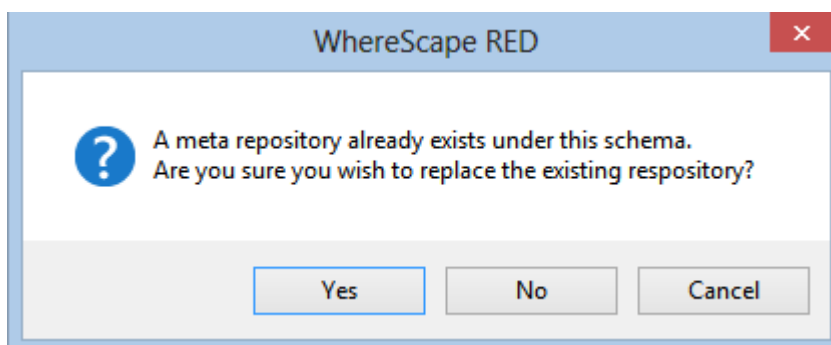 WhereScape RED
A meta repository already exists under this schema.
Are you sure you wish to replace the existing respository?
Yes
No
Cancel